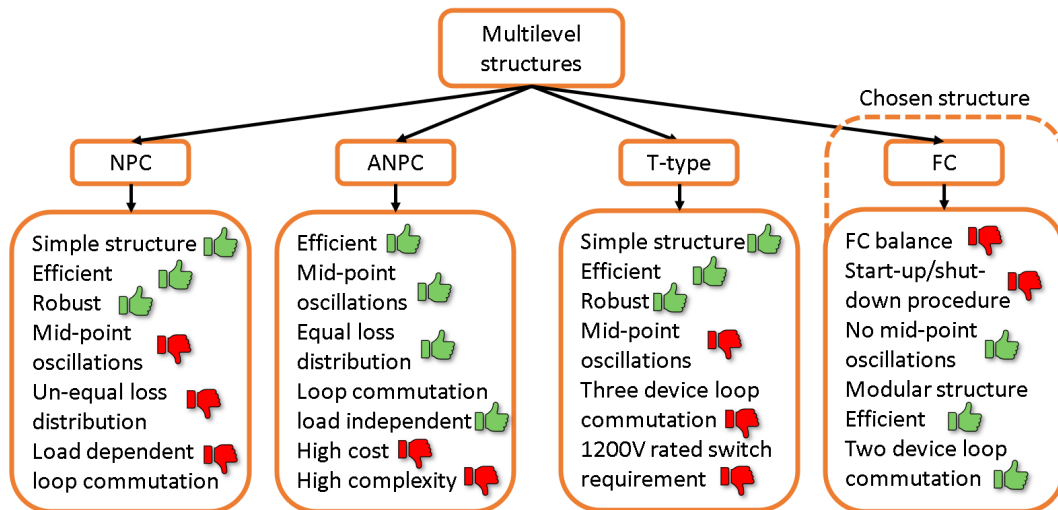 Multilevel
structures
Chosen structure
NPC
ANPC
T-type
FC
Simple structure
Efficient
Robust
Mid-point
oscillations
Un-equal loss
distribution
Load dependent
loop commutation
Efficient
Mid-point
oscillations
Equal loss
distribution
Loop commutation
load independent
High cost
High complexity
Simple structure
Efficient
Robust
Mid-point
oscillations
Three device loop
commutation
1200V rated switch
requirement
FC balance
Start-up/shut-
down procedure
No mid-point
oscillations
Modular structure
Efficient
Two device loop
commutation